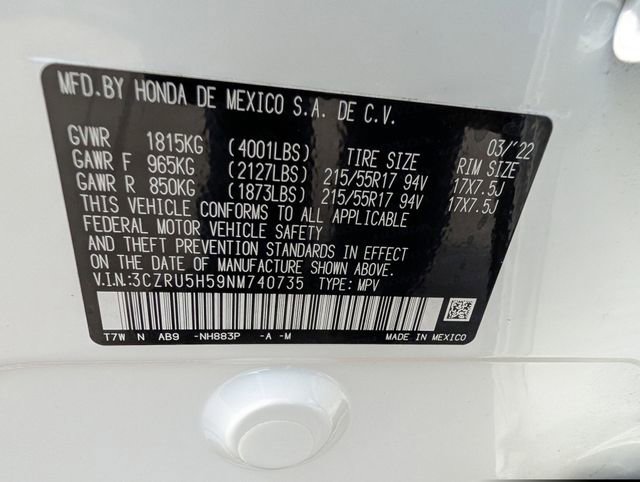 MFD.BY HONDA DE MEXICO S.A. DE C.V.
03/'22
GVWR 1815KG (4001LBS) TIRE SIZE RIM SIZE
GAWR F 965KG (2127LBS) 215/55R17 94V 17X7.5J
GAWR R 850KG (1873LBS) 215/55R17 94V 17X7.5J
THIS VEHICLE CONFORMS TO ALL APPLICABLE
FEDERAL MOTOR VEHICLE SAFETY
AND THEFT PREVENTION STANDARDS IN EFFECT
ON THE DATE OF MANUFACTURE SHOWN ABOVE.
V.I.N.:3CZRU5H59NM740735 TYPE: MPV
T7W N AB9 -NH883P -A -M MADE IN MEXICO